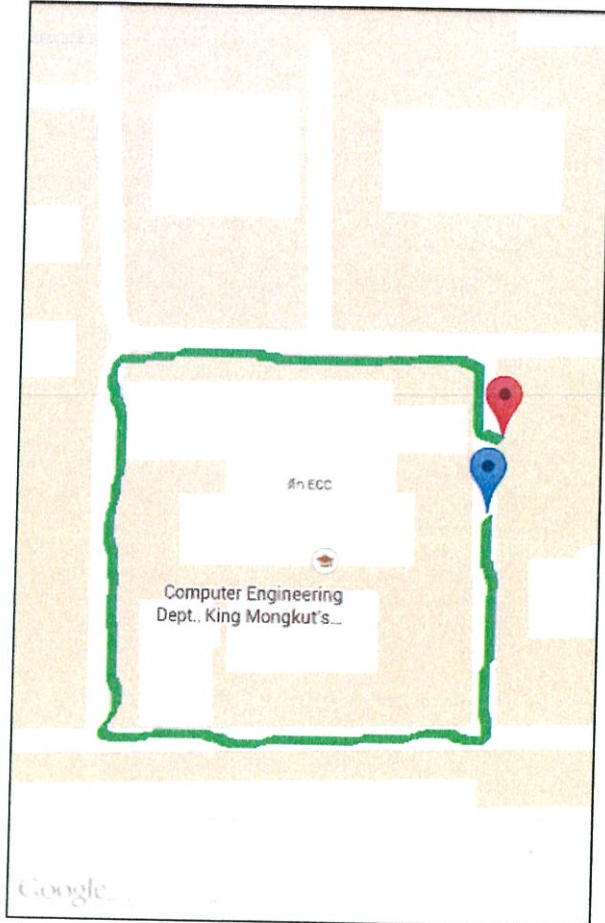 ตึก ECC
Computer Engineering
Dept., King Mongkut's...
Google